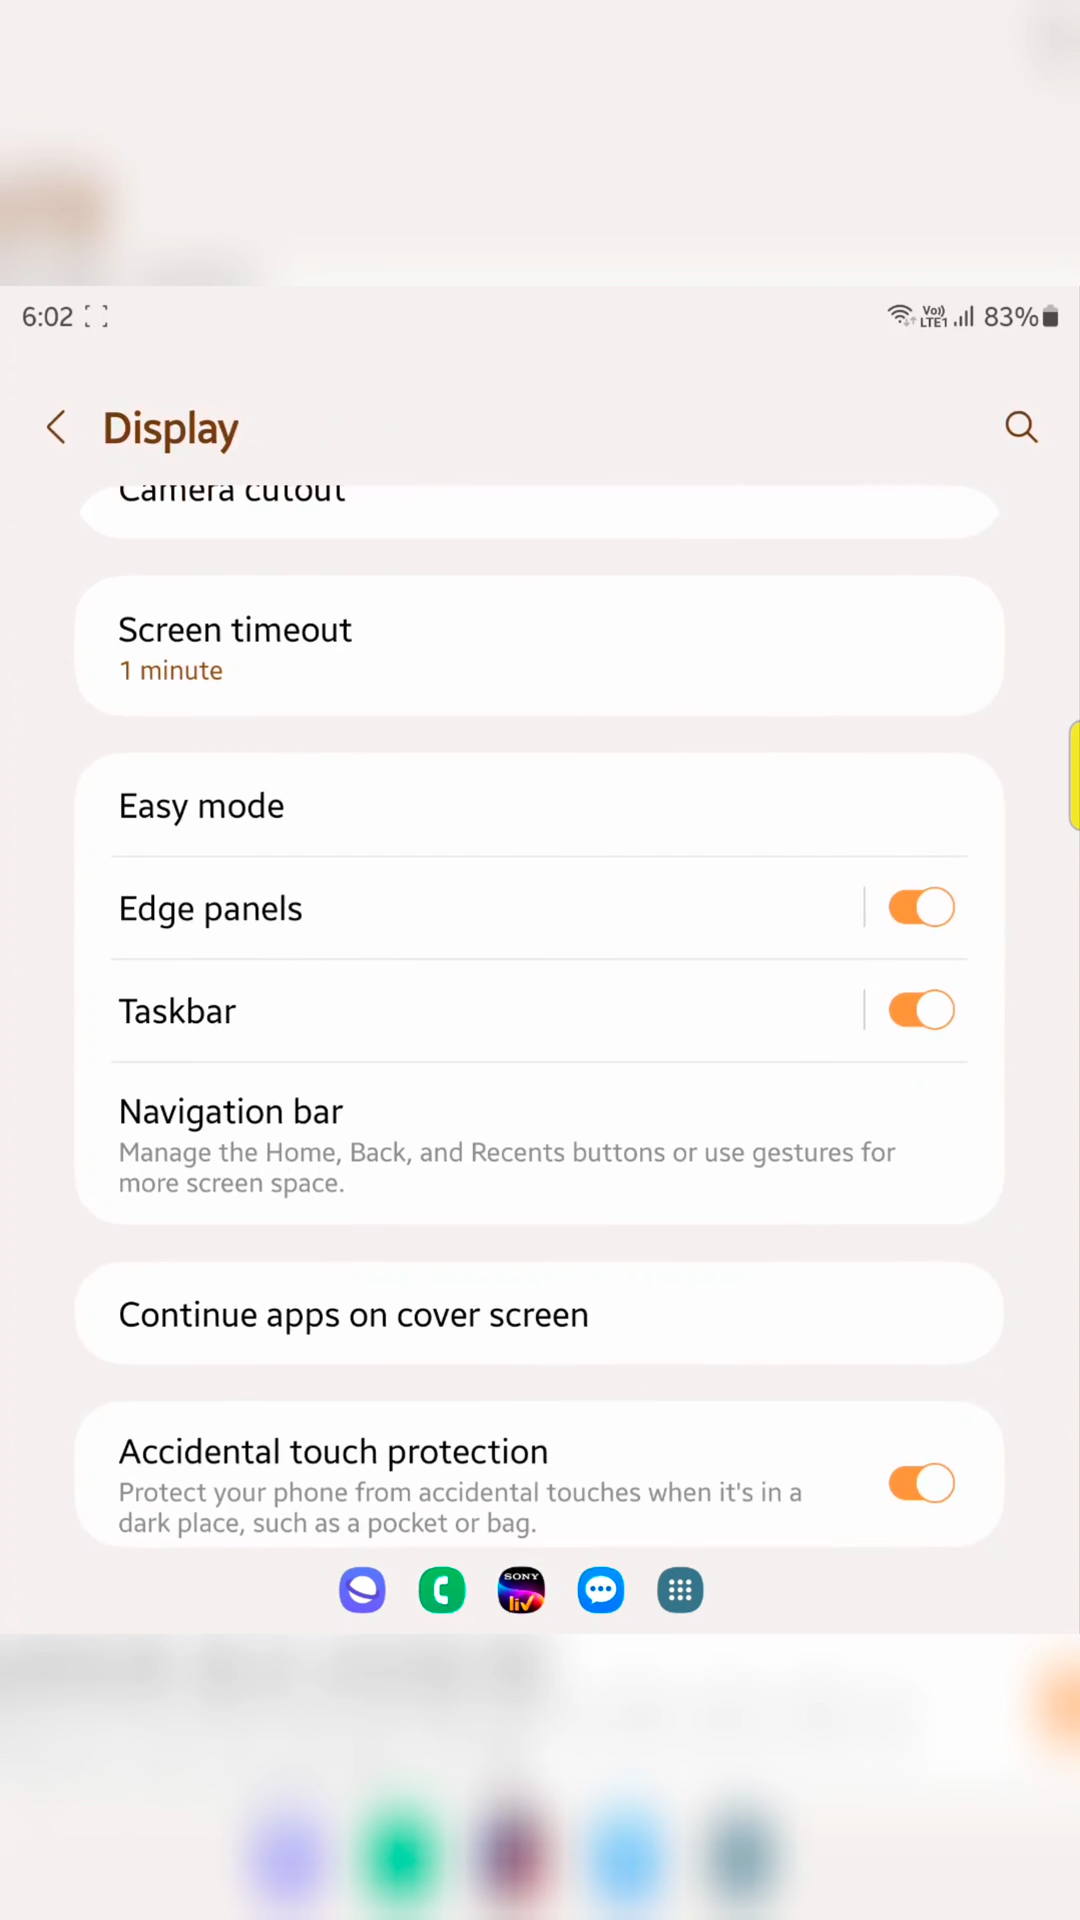 6:02
Vo)) LTE1 83%
Display
Camera cutout
Screen timeout
1 minute
Easy mode
Edge panels
Taskbar
Navigation bar
Manage the Home, Back, and Recents buttons or use gestures for
more screen space.
Continue apps on cover screen
Accidental touch protection
Protect your phone from accidental touches when it's in a
dark place, such as a pocket or bag.
SONY
liv